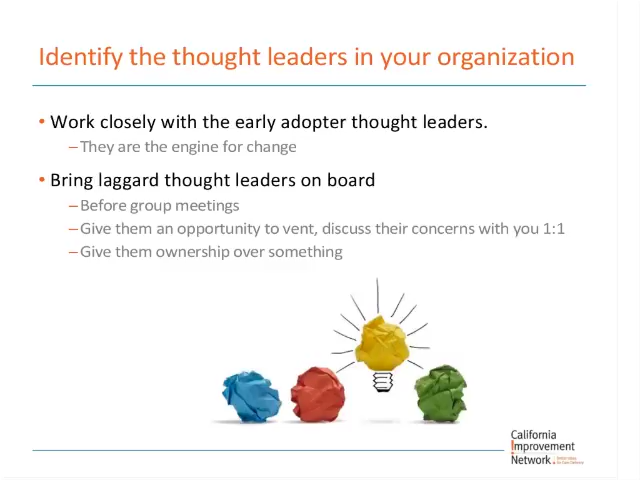 Identify the thought leaders in your organization
• Work closely with the early adopter thought leaders.
–They are the engine for change
• Bring laggard thought leaders on board
–Before group meetings
–Give them an opportunity to vent, discuss their concerns with you 1:1
–Give them ownership over something
California
Improvement
Network